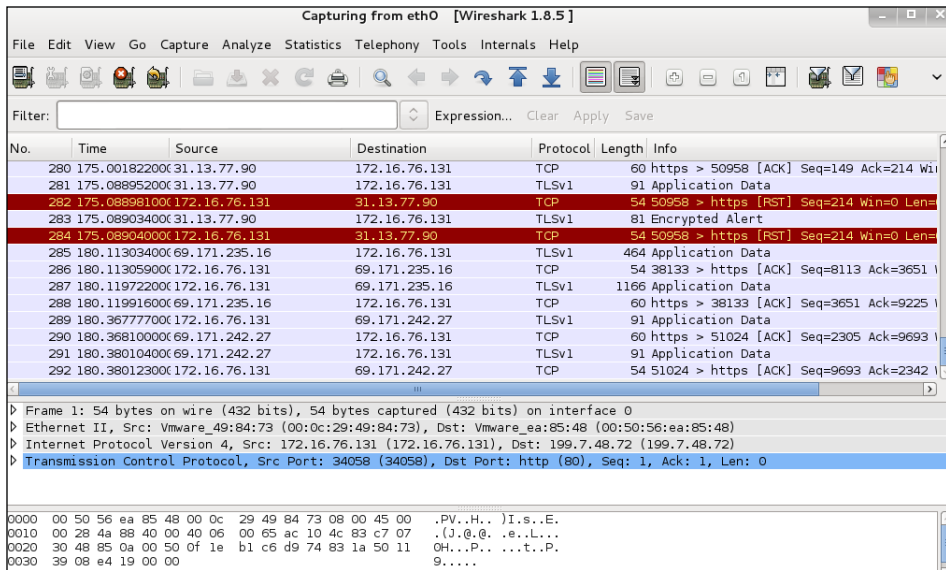 Capturing from eth0 [Wireshark 1.8.5 ]
File Edit View Go Capture Analyze Statistics Telephony Tools Internals Help
Filter: Expression... Clear Apply Save
No. Time Source Destination Protocol Length Info
280 175.001822000 31.13.77.90 172.16.76.131 TCP 60 https > 50958 [ACK] Seq=149 Ack=214
281 175.088952000 31.13.77.90 172.16.76.131 TLSv1 91 Application Data
282 175.088981000 172.16.76.131 31.13.77.90 TCP 54 50958 > https [RST] Seq=214 Win=0
283 175.089034000 31.13.77.90 172.16.76.131 TLSv1 81 Encrypted Alert
284 175.089040000 172.16.76.131 31.13.77.90 TCP 54 50958 > https [RST] Seq=214 Win=0
285 180.113034000 69.171.235.16 172.16.76.131 TLSv1 464 Application Data
286 180.113059000 172.16.76.131 69.171.235.16 TCP 54 38133 > https [ACK] Seq=8113 Ack=3651
287 180.119722000 172.16.76.131 69.171.235.16 TLSv1 1166 Application Data
288 180.119916000 69.171.235.16 172.16.76.131 TCP 60 https > 38133 [ACK] Seq=3651 Ack=9225
289 180.367777000 172.16.76.131 69.171.242.27 TLSv1 91 Application Data
290 180.368100000 69.171.242.27 172.16.76.131 TCP 60 https > 51024 [ACK] Seq=2305 Ack=9693
291 180.380104000 69.171.242.27 172.16.76.131 TLSv1 91 Application Data
292 180.380123000 172.16.76.131 69.171.242.27 TCP 54 51024 > https [ACK] Seq=9693 Ack=2342
Frame 1: 54 bytes on wire (432 bits), 54 bytes captured (432 bits) on interface 0
Ethernet II, Src: Vmware_49:84:73 (00:0c:29:49:84:73), Dst: Vmware_ea:85:48 (00:50:56:ea:85:48)
Internet Protocol Version 4, Src: 172.16.76.131 (172.16.76.131), Dst: 199.7.48.72 (199.7.48.72)
Transmission Control Protocol, Src Port: 34058 (34058), Dst Port: http (80), Seq: 1, Ack: 1, Len: 0
0000 00 50 56 ea 85 48 00 0c 29 49 84 73 08 00 45 00 .PV..H.. )I.s..E.
0010 00 28 4a 88 40 00 40 06 00 65 ac 10 4c 83 c7 07 .(J.@.@. .e..L...
0020 30 48 85 0a 00 50 0f 1e b1 c6 d9 74 83 1a 50 11 0H...P.. ...t..P.
0030 39 08 e4 19 00 00 9.....